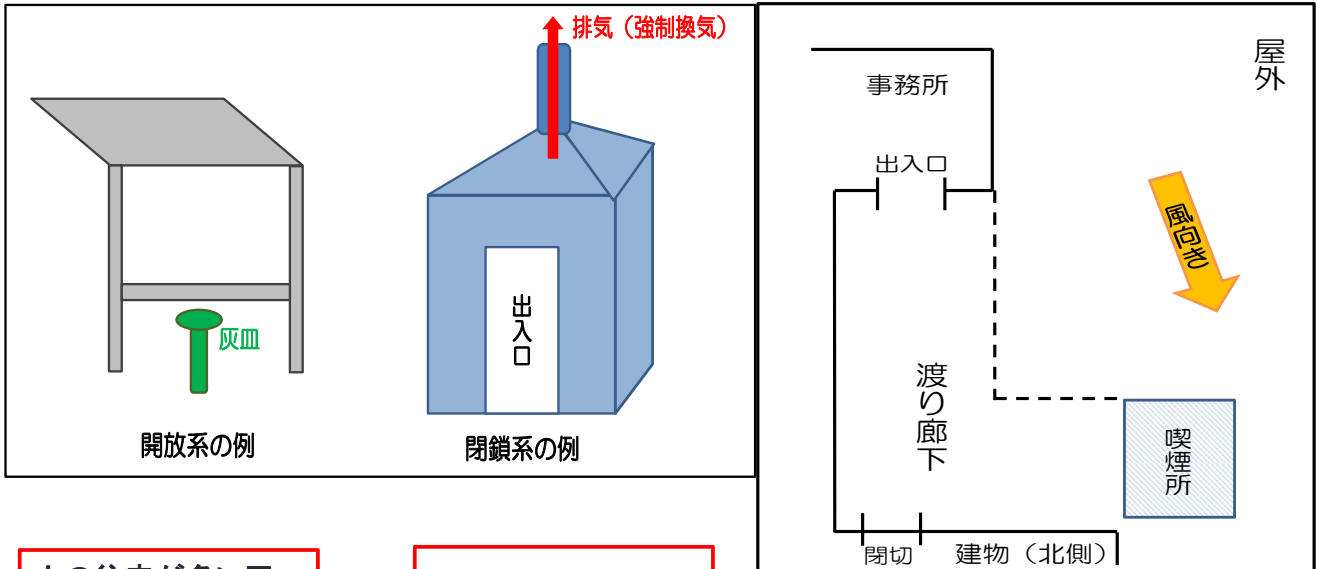 排気（強制換気）
灰皿
出入口
開放系の例
閉鎖系の例
屋外
事務所
出入口
風向き
渡り廊下
喫煙所
閉切
建物（北側）